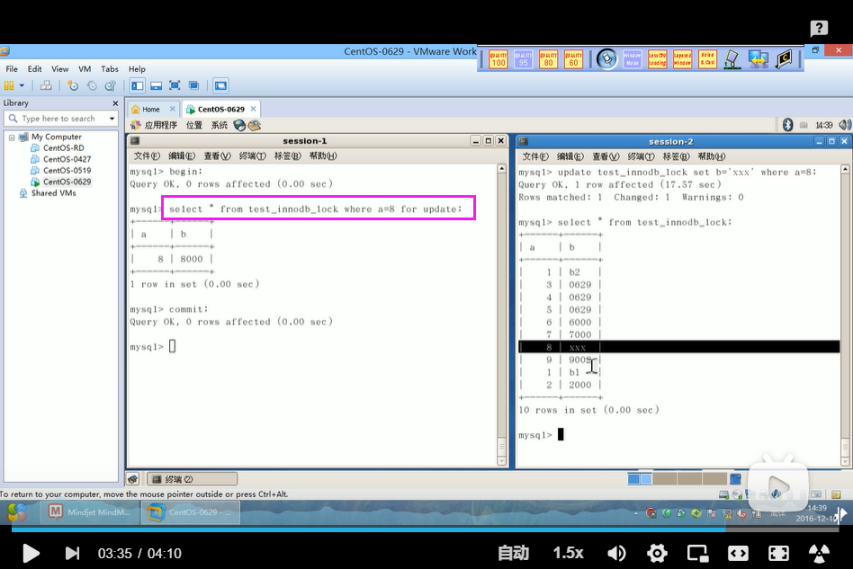 ?
CentOS-0629 - VMware Work
QUALITY 100
QUALITY 95
QUALITY 80
QUALITY 60
File Edit View VM Tabs Help
Library
Type here to search
My Computer
CentOS-RD
CentOS-0427
CentOS-0519
CentOS-0629
Shared VMs
Home
CentOS-0629
应用程序 位置 系统
14:39
session-1
文件(F) 编辑(E) 查看(V) 终端(T) 标签(B) 帮助(H)
mysql> begin;
Query OK, 0 rows affected (0.00 sec)
mysql> select * from test_innodb_lock where a=8 for update;
+------+------+
| a | b |
+------+------+
| 8 | 8000 |
+------+------+
1 row in set (0.00 sec)
mysql> commit;
Query OK, 0 rows affected (0.00 sec)
mysql>
session-2
文件(F) 编辑(E) 查看(V) 终端(T) 标签(B) 帮助(H)
mysql> update test_innodb_lock set b='xxx' where a=8;
Query OK, 1 row affected (17.57 sec)
Rows matched: 1 Changed: 1 Warnings: 0
mysql> select * from test_innodb_lock;
+------+------+
| a | b |
+------+------+
| 1 | b2 |
| 3 | 0629 |
| 4 | 0629 |
| 5 | 0629 |
| 6 | 6000 |
| 7 | 7000 |
| 8 | xxx |
| 9 | 9000 |
| 1 | b1 |
| 2 | 2000 |
+------+------+
10 rows in set (0.00 sec)
mysql>
终端 (2)
To return to your computer, move the mouse pointer outside or press Ctrl+Alt.
Mindjet MindM...
CentOS-0629 - ...
14:39
03:35 / 04:10
自动
1.5x